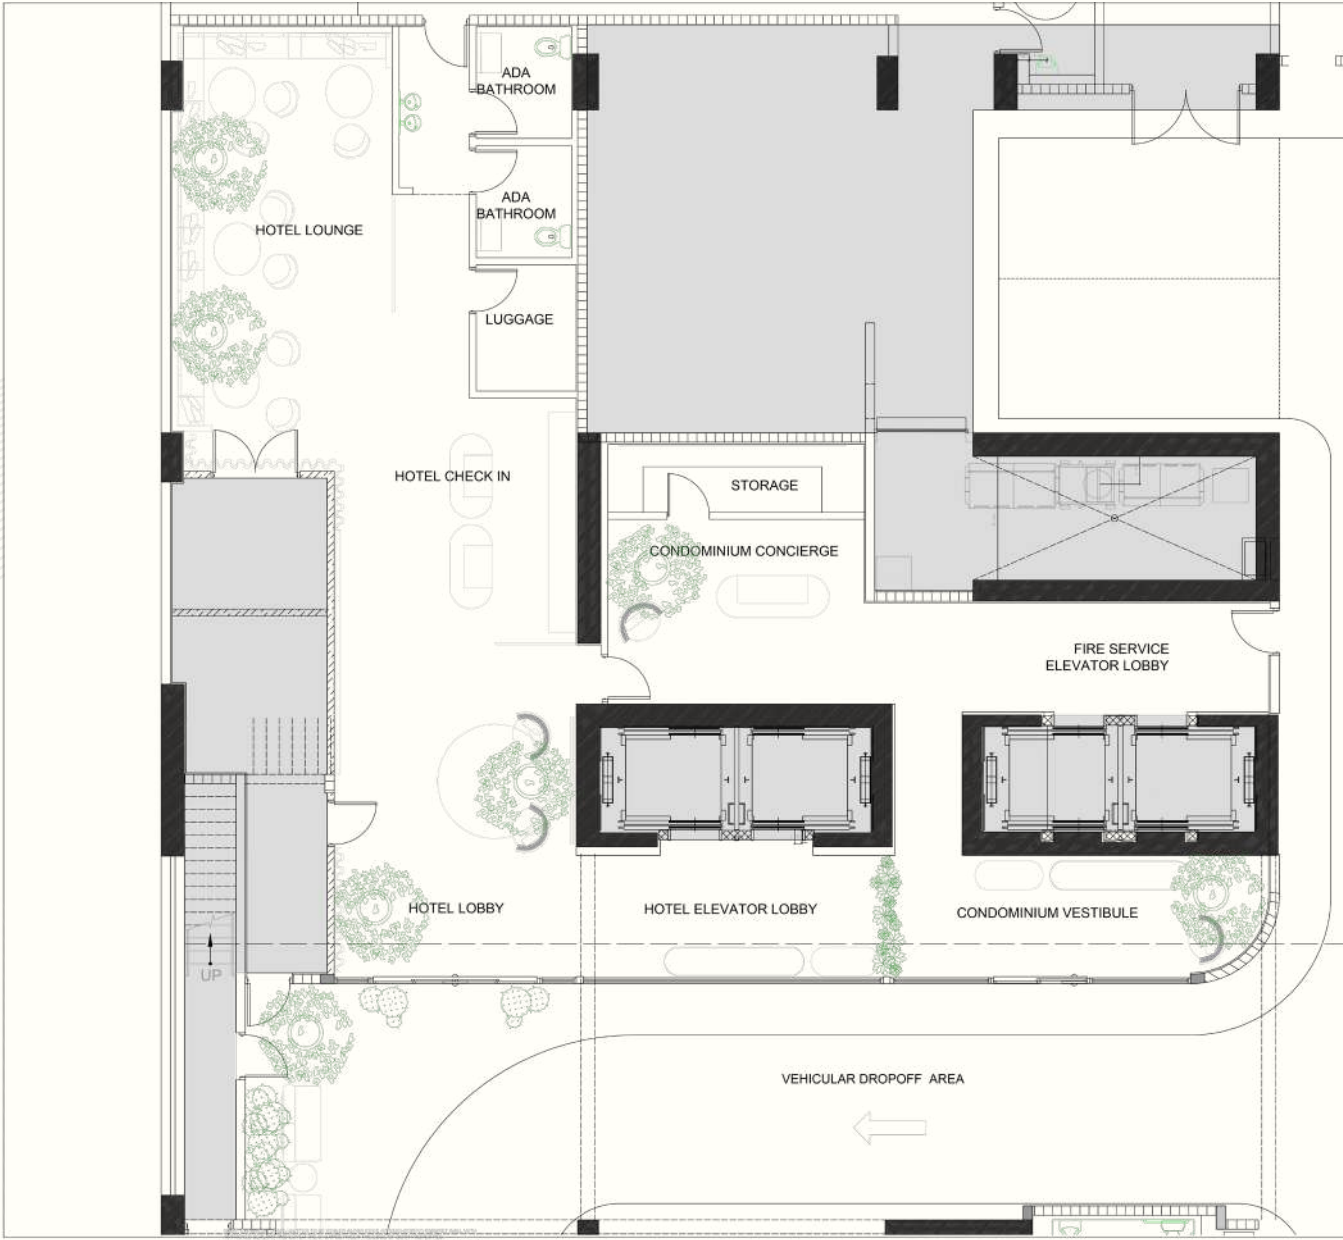 ADA
BATHROOM
ADA
BATHROOM
HOTEL LOUNGE
LUGGAGE
HOTEL CHECK IN
STORAGE
CONDOMINIUM CONCIERGE
FIRE SERVICE
ELEVATOR LOBBY
HOTEL LOBBY
HOTEL ELEVATOR LOBBY
CONDOMINIUM VESTIBULE
UP
VEHICULAR DROPOFF AREA